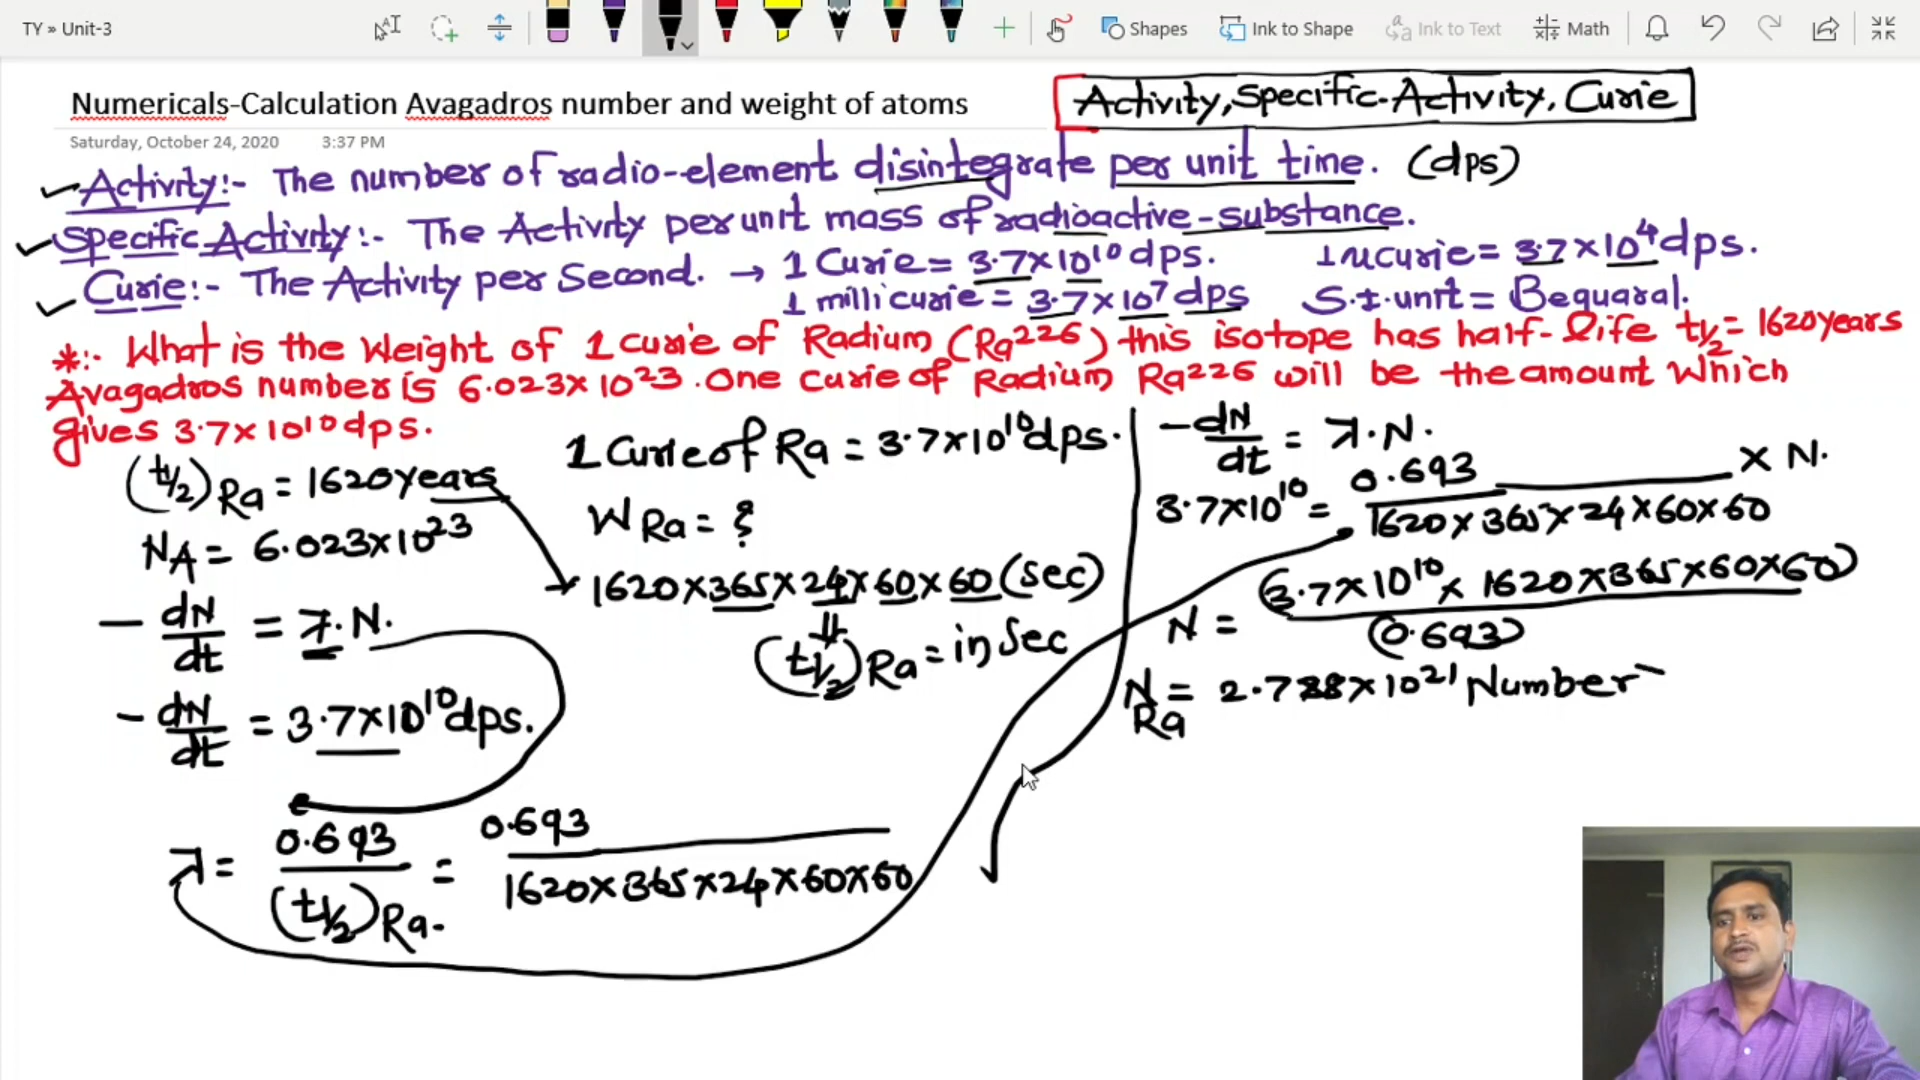 TY » Unit-3
Shapes
Ink to Shape
Ink to Text
Math
Numericals-Calculation Avagadros number and weight of atoms
Activity, Specific-Activity, Curie
Saturday, October 24, 2020 3:37 PM
Activity:- The number of radio-element disintegrate per unit time. (dps)
Specific Activity:- The Activity per unit mass of radioactive-substance.
Curie:- The Activity per Second. → 1 Curie = 3.7×10¹⁰ dps. 1 μcurie = 3.7×10⁴ dps.
1 millicurie = 3.7×10⁷ dps S.I. unit = Bequaral.
*:- What is the Weight of 1 curie of Radium (Ra²²⁶) this isotope has half-life t½ = 1620 years
Avagadros number is 6.023×10²³. One curie of Radium Ra²²⁶ will be the amount which
gives 3.7×10¹⁰ dps.
(t½)Ra = 1620 years
NA = 6.023×10²³
-dN/dt = λ.N.
-dN/dt = 3.7×10¹⁰ dps.
λ = 0.693/(t½)Ra. = 0.693/1620×365×24×60×60
1 Curie of Ra = 3.7×10¹⁰ dps.
WRa = ?
1620×365×24×60×60 (sec)
⇓
(t½)Ra = in Sec
-dN/dt = λ.N.
3.7×10¹⁰ = 0.693/1620×365×24×60×60 × N.
N = (3.7×10¹⁰ × 1620×365×60×60)/(0.693)
NRa = 2.728×10²¹ Number